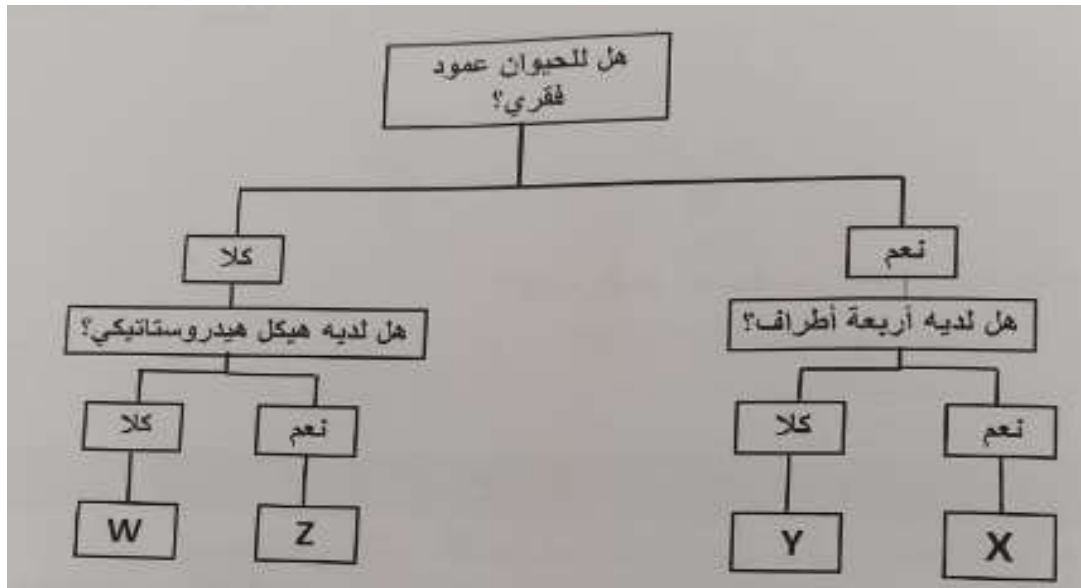 هل للحيوان عمود
فقري؟
نعم
كلا
هل لديه أربعة أطراف؟
هل لديه هيكل هيدروستاتيكي؟
نعم
كلا
نعم
كلا
X
Y
Z
W